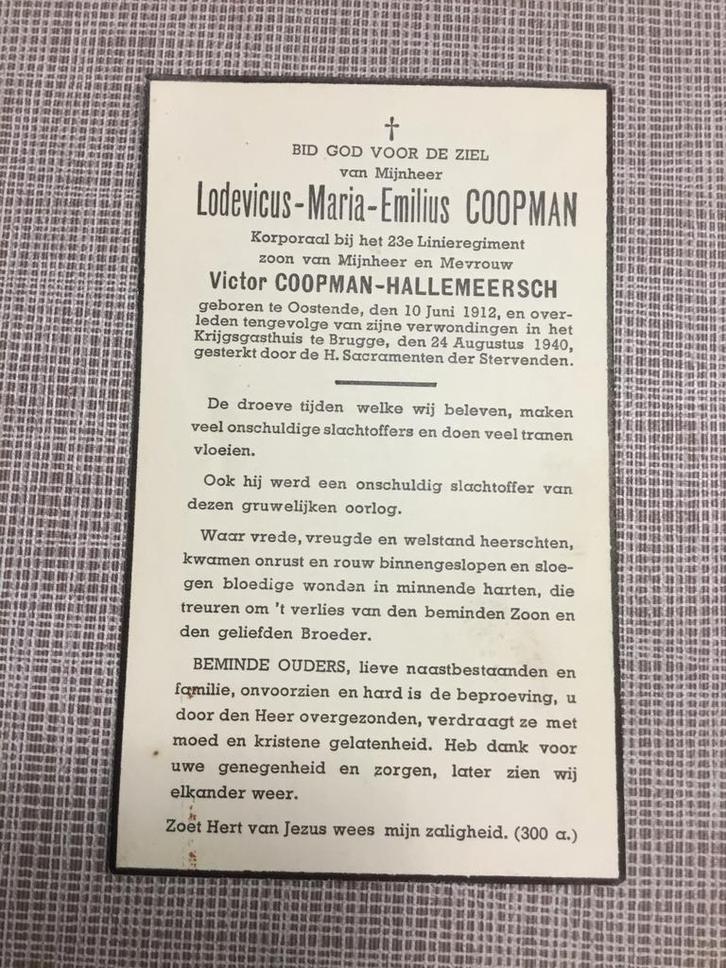 BID GOD VOOR DE ZIEL
van Mijnheer
Lodevicus-Maria-Emilius COOPMAN
Korporaal bij het 23e Linieregiment
zoon van Mijnheer en Mevrouw
Victor COOPMAN-HALLEMEERSCH
geboren te Oostende, den 10 Juni 1912, en over-
leden tengevolge van zijne verwondingen in het
Krijgsgasthuis te Brugge, den 24 Augustus 1940,
gesterkt door de H. Sacramenten der Stervenden.
De droeve tijden welke wij beleven, maken
veel onschuldige slachtoffers en doen veel tranen
vloeien.
Ook hij werd een onschuldig slachtoffer van
dezen gruwelijken oorlog.
Waar vrede, vreugde en welstand heerschten,
kwamen onrust en rouw binnengeslopen en sloe-
gen bloedige wonden in minnende harten, die
treuren om 't verlies van den beminden Zoon en
den geliefden Broeder.
BEMINDE OUDERS, lieve naastbestaanden en
familie, onvoorzien en hard is de beproeving, u
door den Heer overgezonden, verdraagt ze met
moed en kristene gelatenheid. Heb dank voor
uwe genegenheid en zorgen, later zien wij
elkander weer.
Zoet Hert van Jezus wees mijn zaligheid. (300 a.)